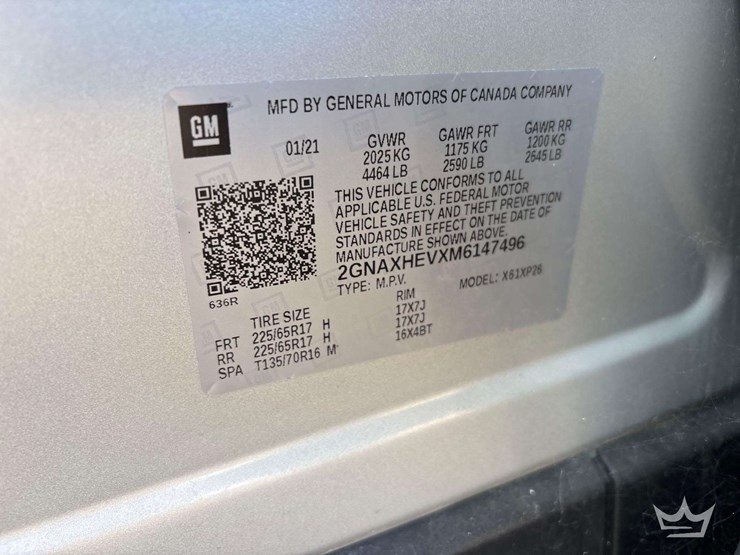 GM
MFD BY GENERAL MOTORS OF CANADA COMPANY
01/21 GVWR GAWR FRT GAWR RR
2025 KG 1175 KG 1200 KG
4464 LB 2590 LB 2645 LB
THIS VEHICLE CONFORMS TO ALL
APPLICABLE U.S. FEDERAL MOTOR
VEHICLE SAFETY AND THEFT PREVENTION
STANDARDS IN EFFECT ON THE DATE OF
MANUFACTURE SHOWN ABOVE.
2GNAXHEVXM6147496
TYPE: M.P.V. MODEL: X61XP26
636R
TIRE SIZE RIM
FRT 225/65R17 H 17X7J
RR 225/65R17 H 17X7J
SPA T135/70R16 M 16X4BT